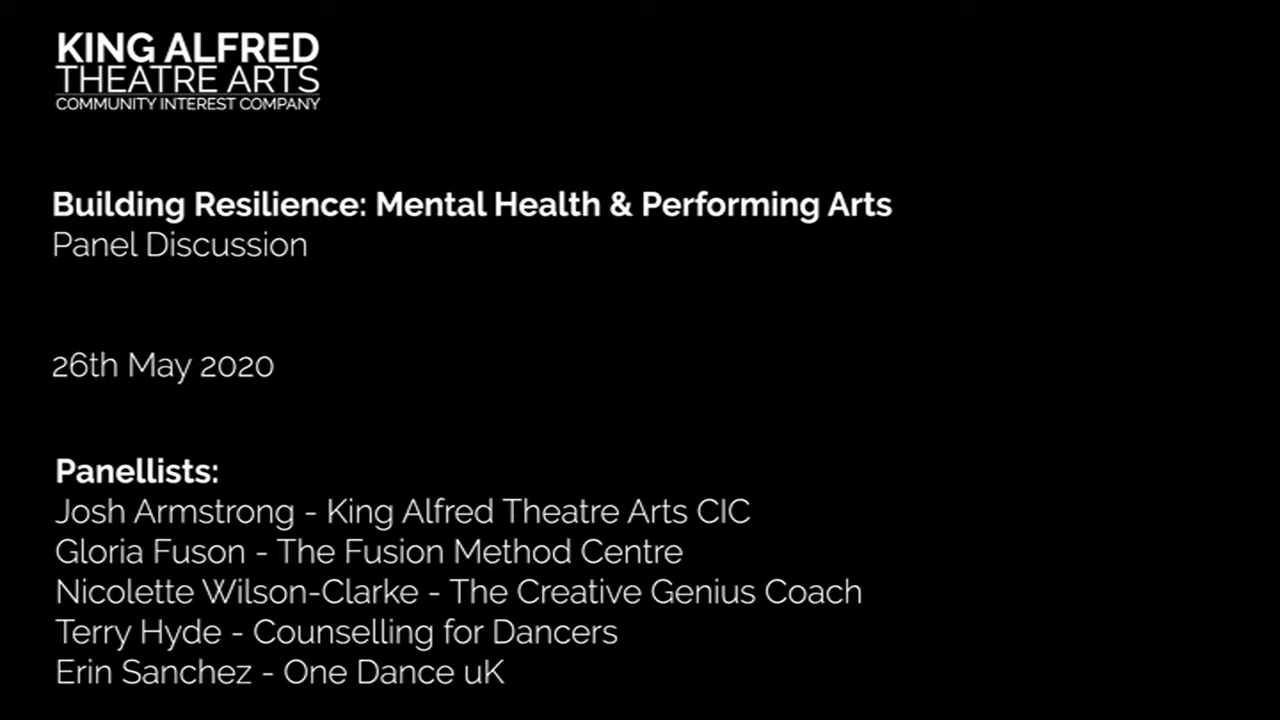 KING ALFRED
THEATRE ARTS
COMMUNITY INTEREST COMPANY
Building Resilience: Mental Health & Performing Arts
Panel Discussion
26th May 2020
Panellists:
Josh Armstrong - King Alfred Theatre Arts CIC
Gloria Fuson - The Fusion Method Centre
Nicolette Wilson-Clarke - The Creative Genius Coach
Terry Hyde - Counselling for Dancers
Erin Sanchez - One Dance uK